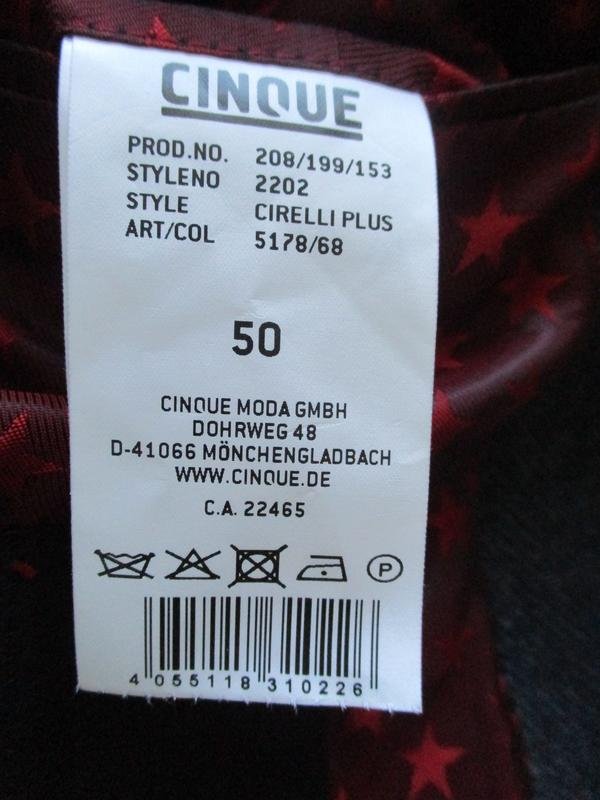 CINQUE
PROD.NO. 208/199/153
STYLENO 2202
STYLE CIRELLI PLUS
ART/COL 5178/68
50
CINQUE MODA GMBH
DOHRWEG 48
D-41066 MÖNCHENGLADBACH
WWW.CINQUE.DE
C.A. 22465
P
4 055118 310226